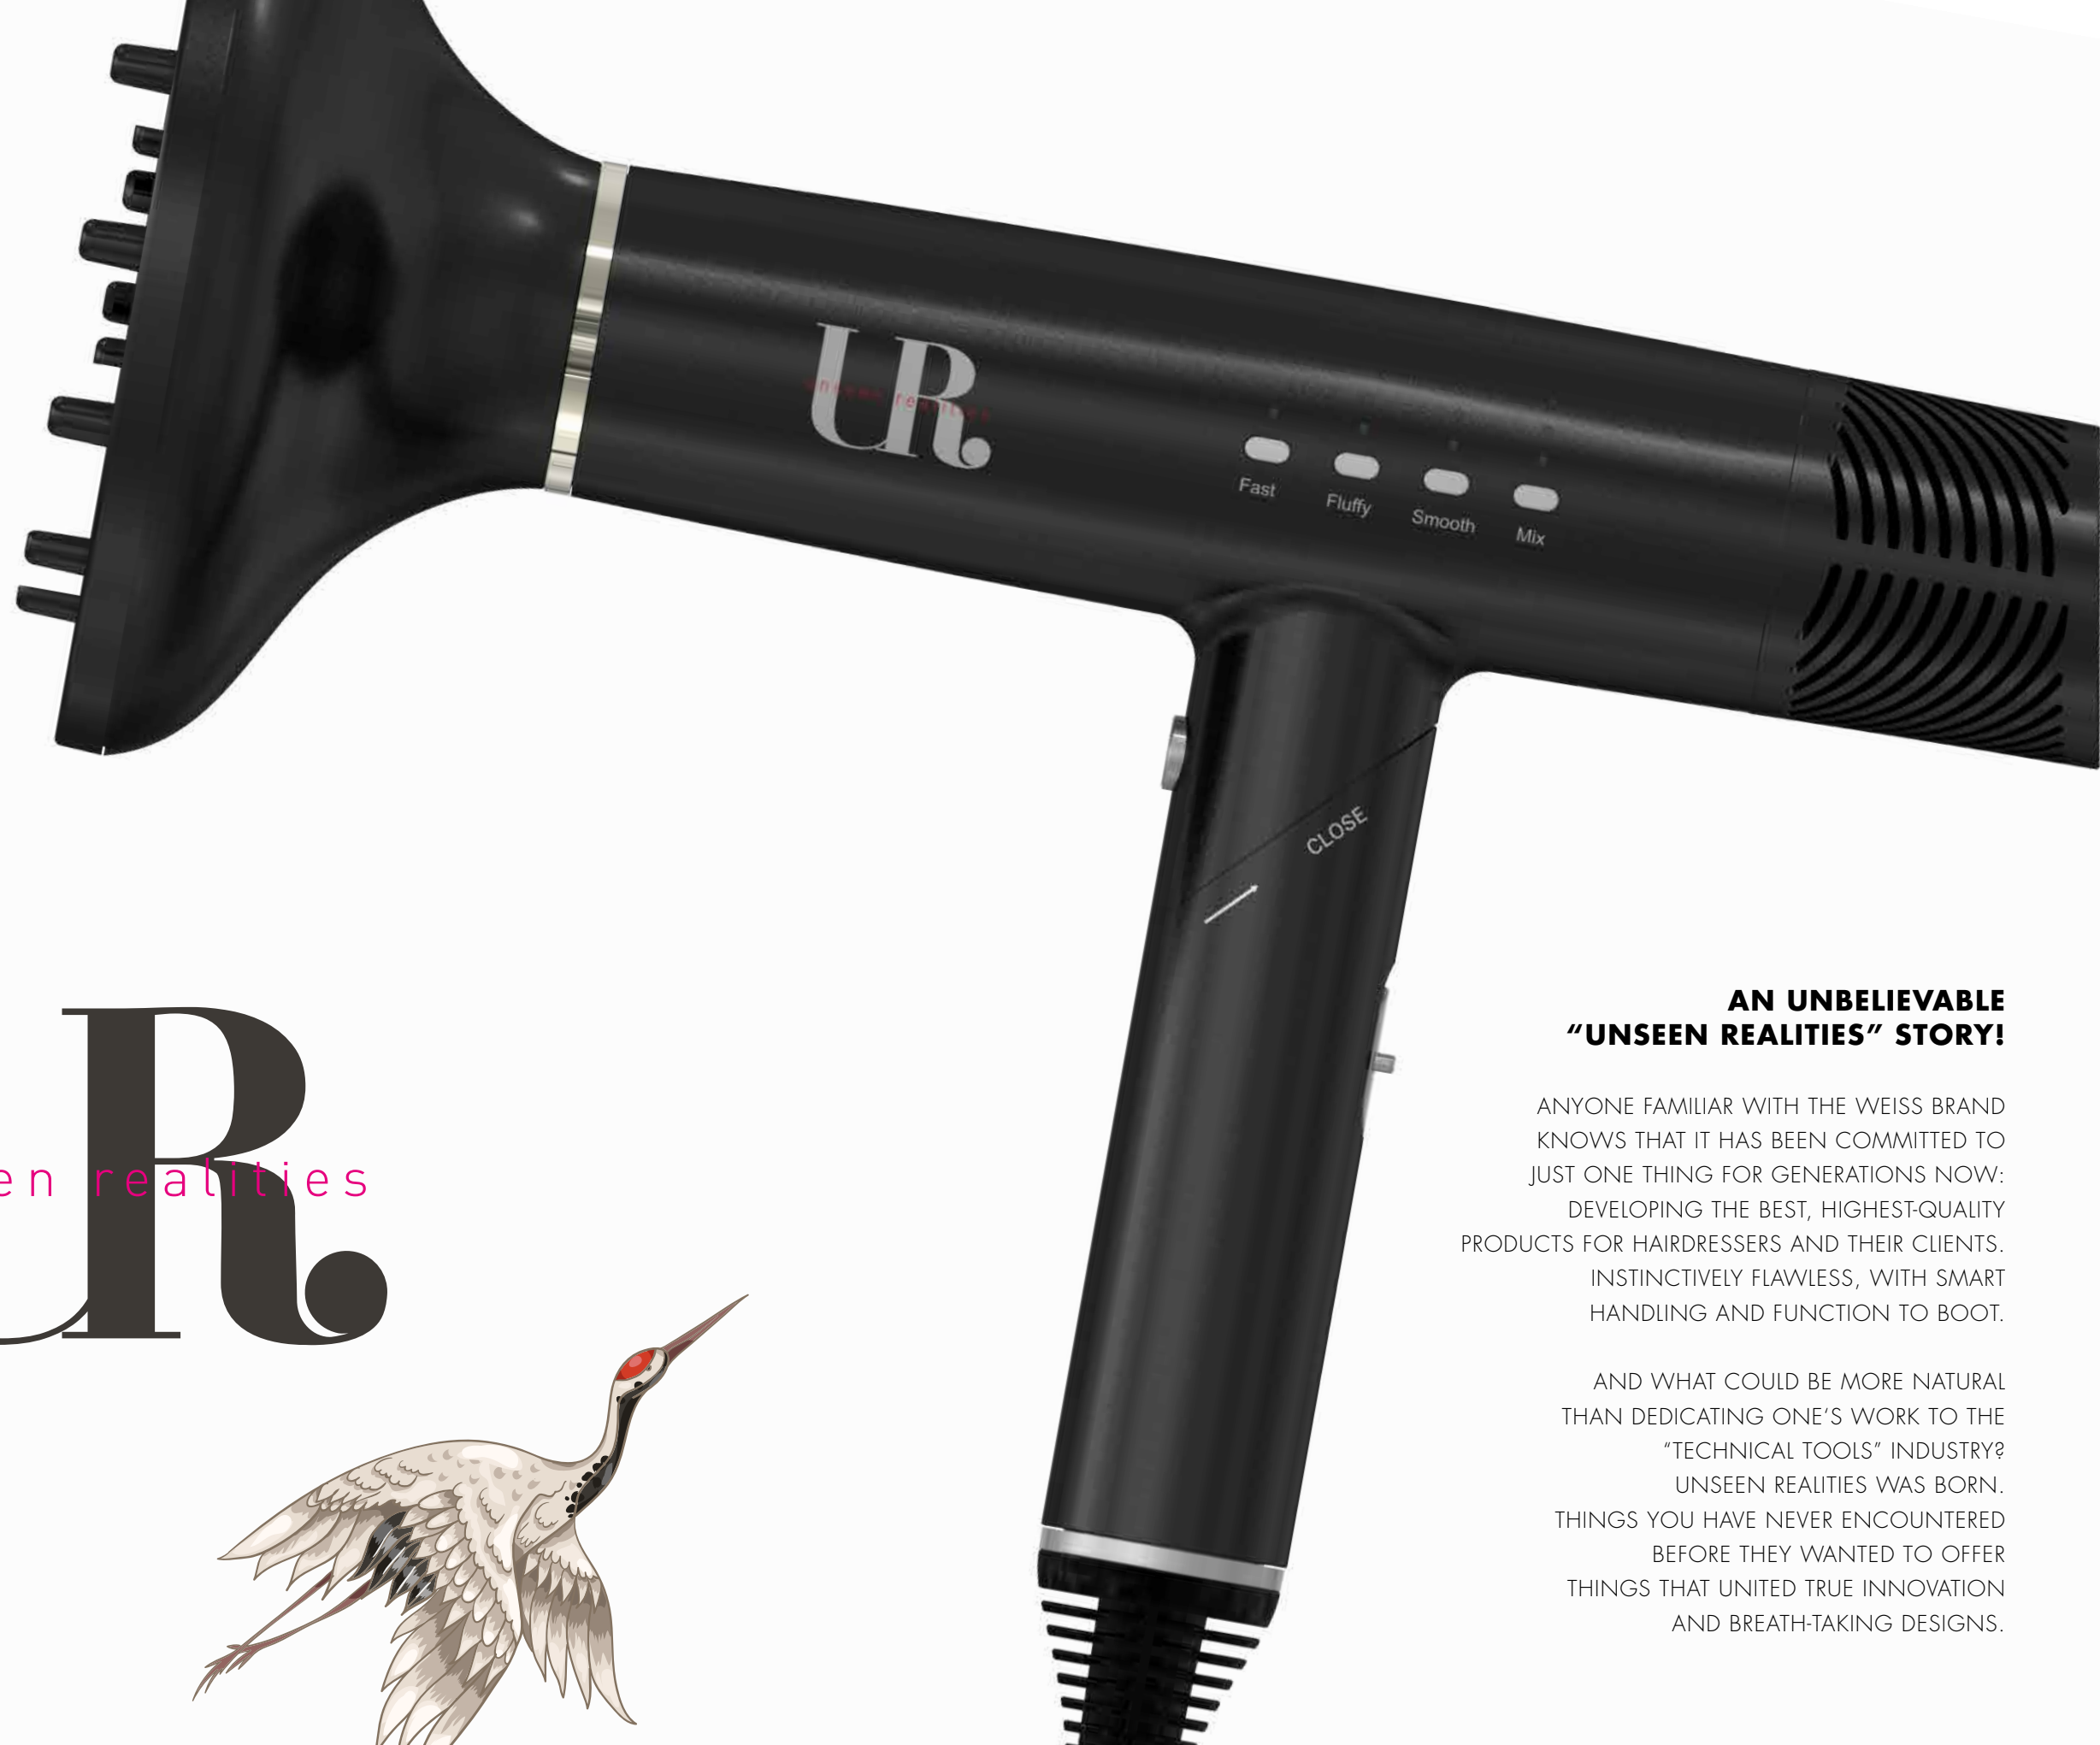 UR
unseen realities
Fast
Fluffy
Smooth
Mix
CLOSE
R
en realities
AN UNBELIEVABLE
“UNSEEN REALITIES” STORY!
ANYONE FAMILIAR WITH THE WEISS BRAND
KNOWS THAT IT HAS BEEN COMMITTED TO
JUST ONE THING FOR GENERATIONS NOW:
DEVELOPING THE BEST, HIGHEST-QUALITY
PRODUCTS FOR HAIRDRESSERS AND THEIR CLIENTS.
INSTINCTIVELY FLAWLESS, WITH SMART
HANDLING AND FUNCTION TO BOOT.
AND WHAT COULD BE MORE NATURAL
THAN DEDICATING ONE‘S WORK TO THE
“TECHNICAL TOOLS” INDUSTRY?
UNSEEN REALITIES WAS BORN.
THINGS YOU HAVE NEVER ENCOUNTERED
BEFORE THEY WANTED TO OFFER
THINGS THAT UNITED TRUE INNOVATION
AND BREATH-TAKING DESIGNS.